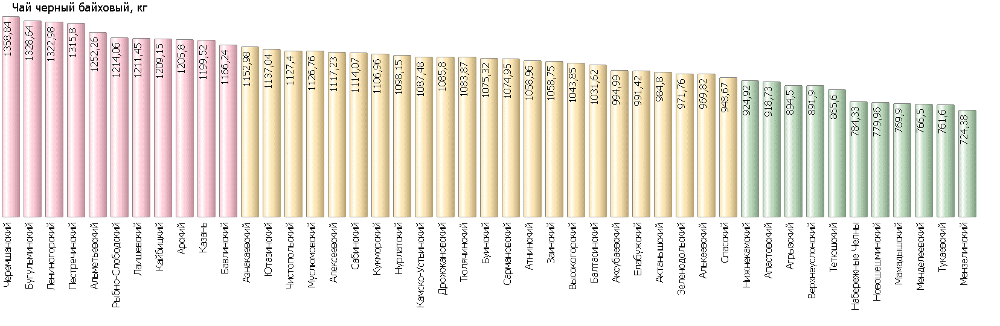 Чай черный байховый, кг
1358,84
1328,64
1322,98
1315,8
1252,26
1214,06
1211,45
1209,15
1205,8
1199,52
1166,24
1152,98
1137,04
1127,4
1126,76
1117,23
1114,07
1106,96
1098,15
1087,48
1085,8
1083,87
1075,32
1074,95
1058,96
1058,75
1043,85
1031,62
994,99
991,42
984,8
971,76
969,82
948,67
924,92
918,73
894,5
891,9
865,6
784,33
779,96
769,9
766,5
761,6
724,38
Черемшанский
Бугульминский
Лениногорский
Пестречинский
Альметьевский
Рыбно-Слободский
Лаишевский
Кайбицкий
Арский
Казань
Бавлинский
Азнакаевский
Ютазинский
Чистопольский
Муслюмовский
Алексеевский
Сабинский
Кукморский
Нурлатский
Камско-Устьинский
Дрожжановский
Тюлячинский
Буинский
Сармановский
Атнинский
Заинский
Высокогорский
Балтасинский
Аксубаевский
Елабужский
Актанышский
Зеленодольский
Алькеевский
Спасский
Нижнекамский
Апастовский
Агрызский
Верхнеуслонский
Тетюшский
Набережные Челны
Новошешминский
Мамадышский
Менделеевский
Тукаевский
Мензелинский